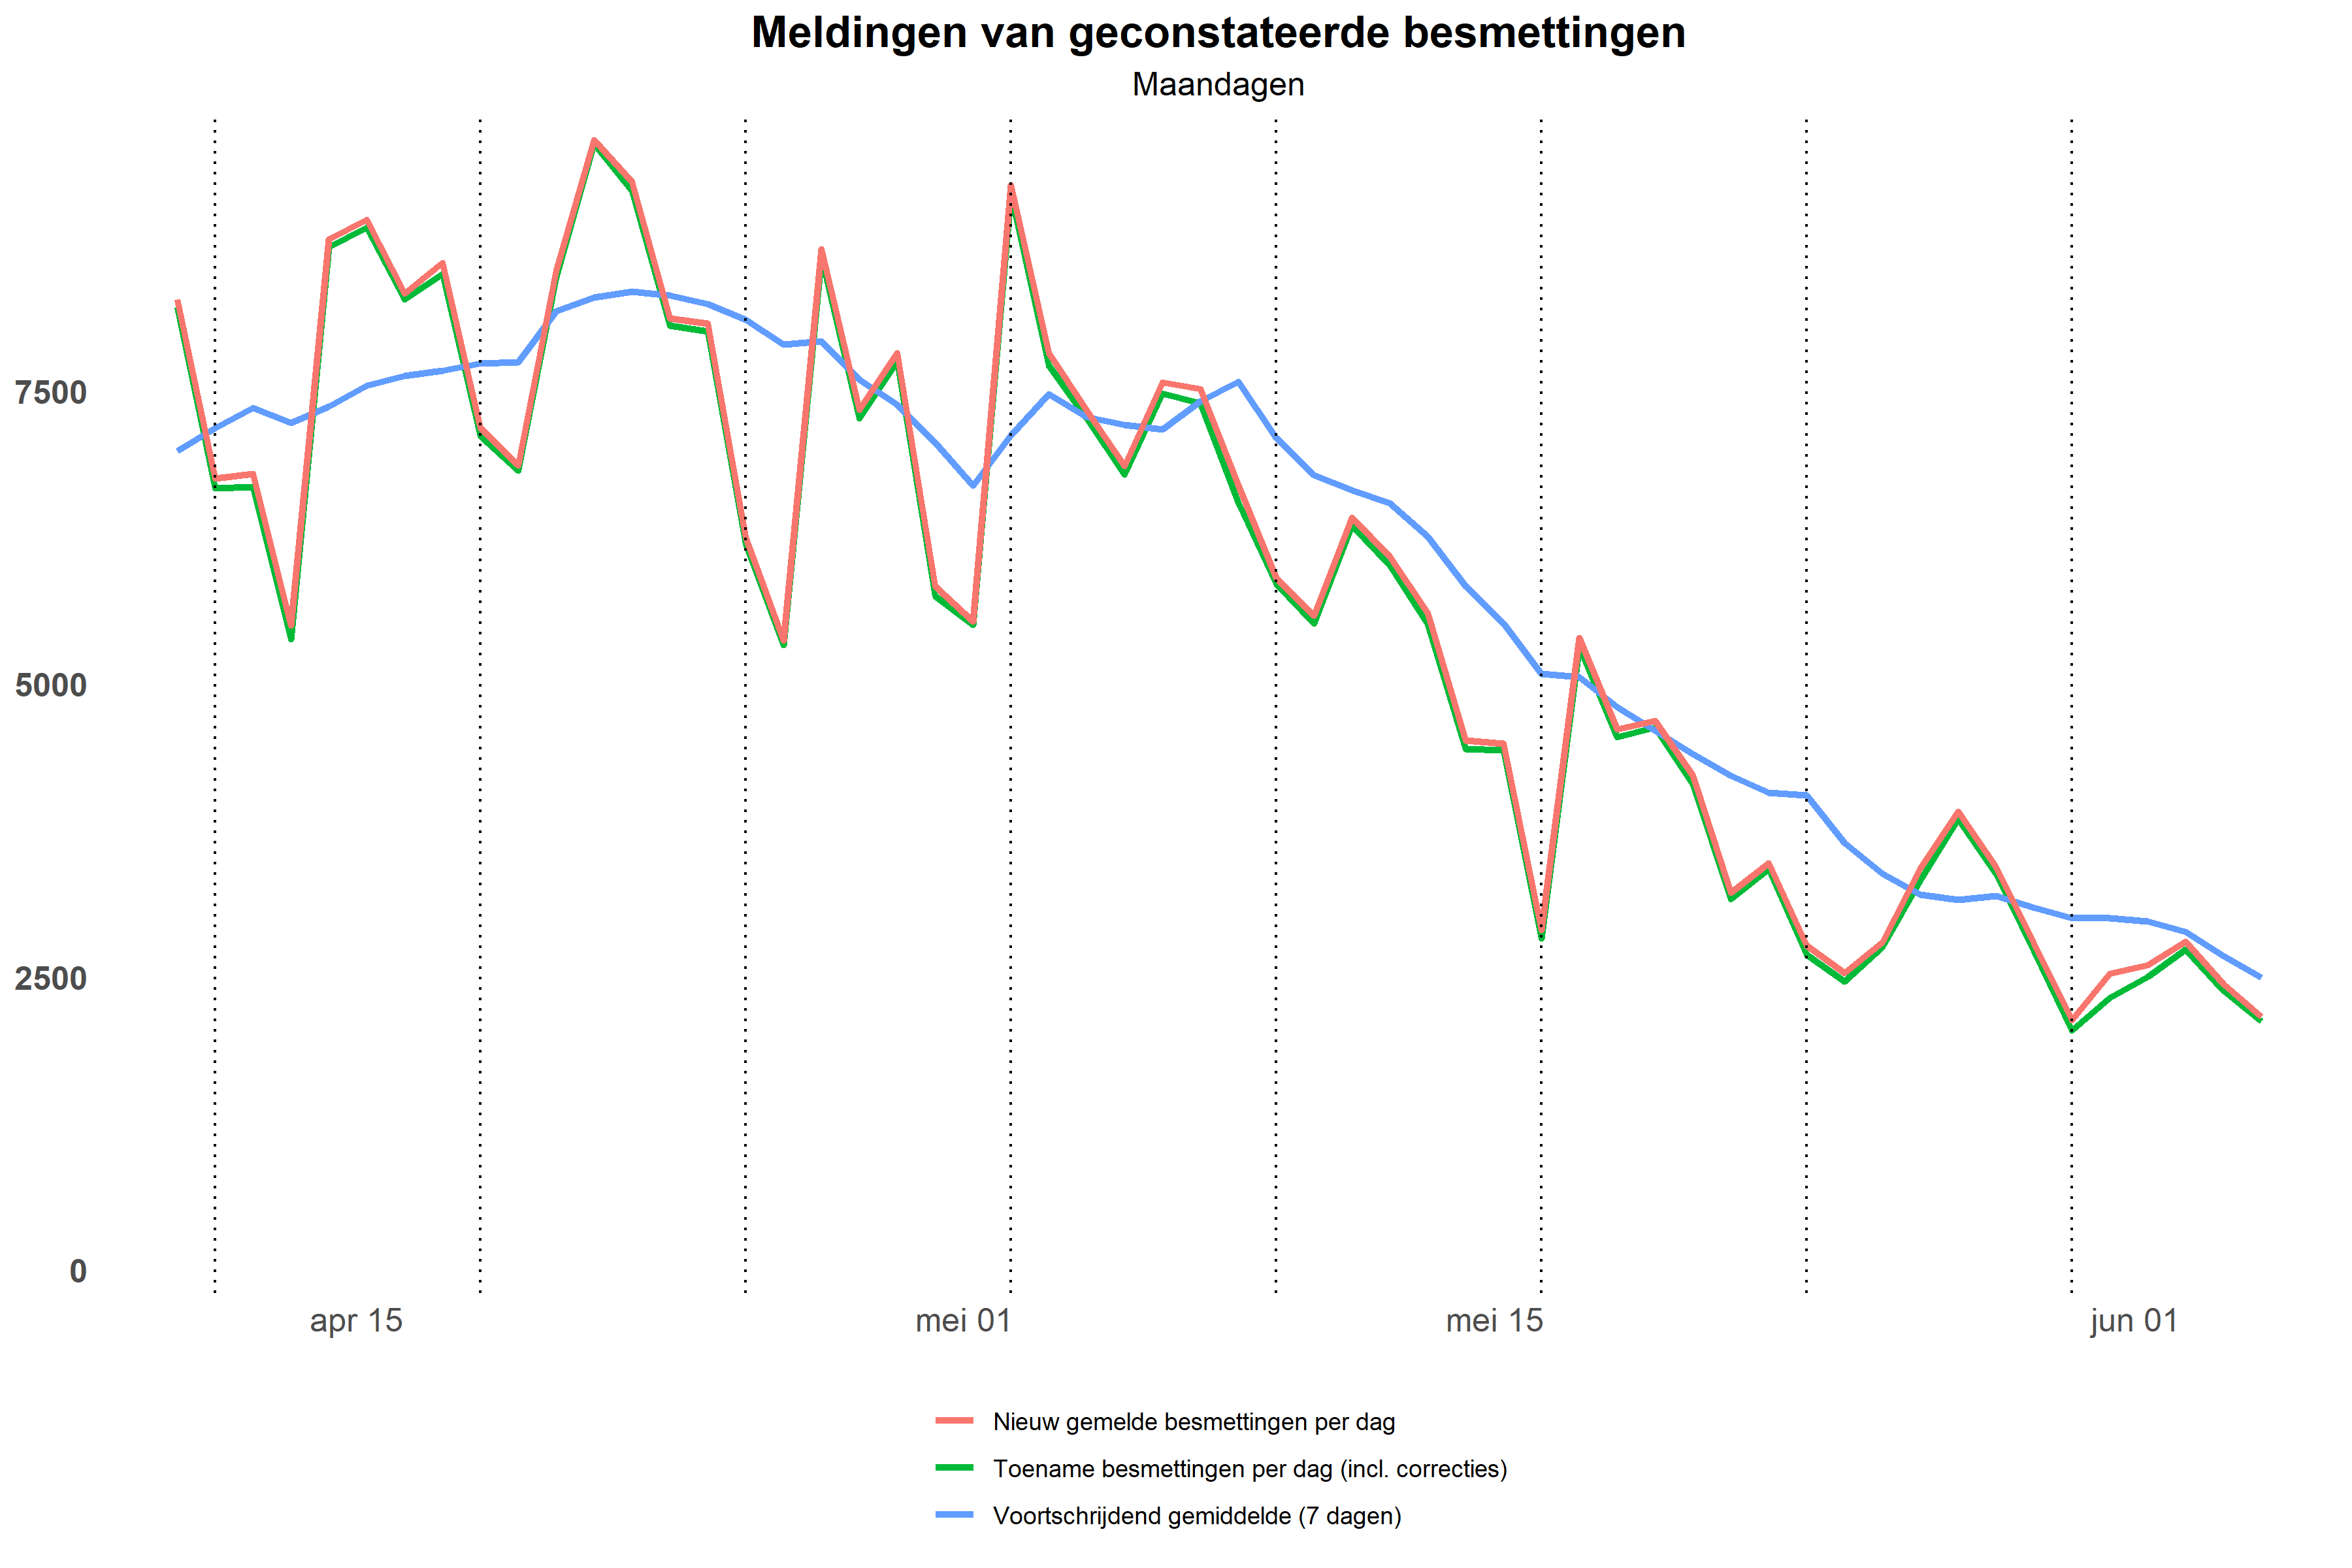 Meldingen van geconstateerde besmettingen
Maandagen
7500
5000
2500
0
apr 15 mei 01 mei 15 jun 01
Nieuw gemelde besmettingen per dag
Toename besmettingen per dag (incl. correcties)
Voortschrijdend gemiddelde (7 dagen)